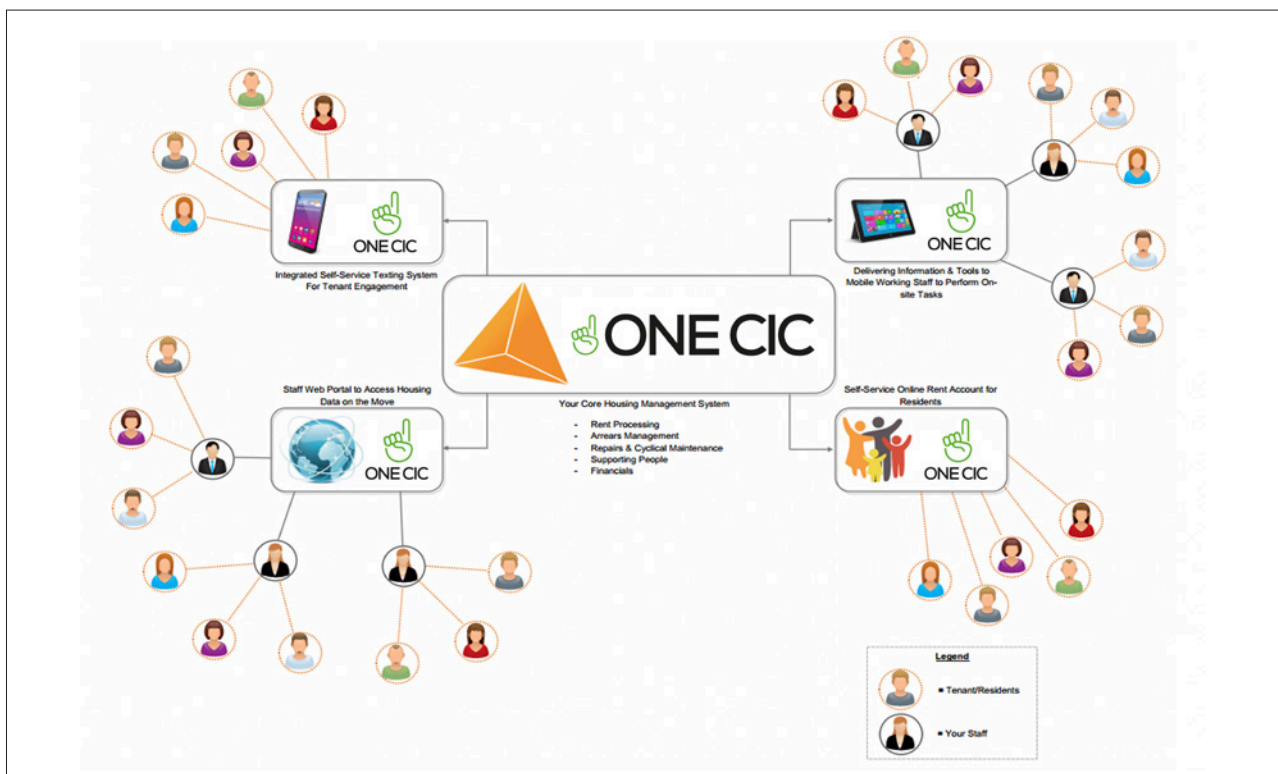 ONE CIC
Integrated Self-Service Texting System
For Tenant Engagement
ONE CIC
Delivering Information & Tools to
Mobile Working Staff to Perform On-
site Tasks
ONE CIC
Your Core Housing Management System
- Rent Processing
- Arrears Management
- Repairs & Cyclical Maintenance
- Supporting People
- Financials
Staff Web Portal to Access Housing
Data on the Move
ONE CIC
Self-Service Online Rent Account for
Residents
ONE CIC
Legend
= Tenant/Residents
= Your Staff